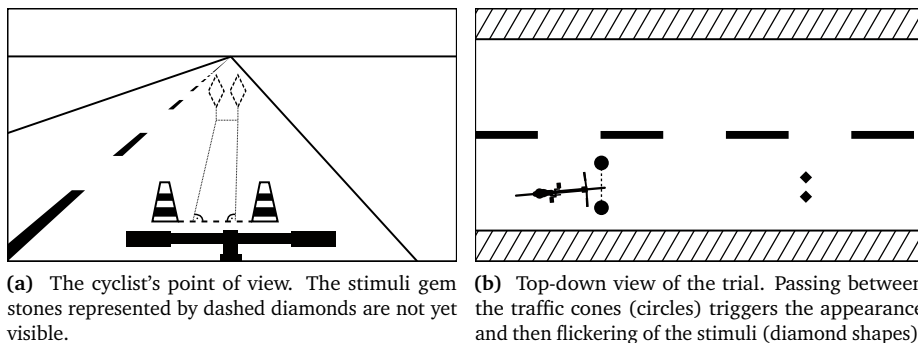 (a) The cyclist's point of view. The stimuli gem
stones represented by dashed diamonds are not yet
visible.
(b) Top-down view of the trial. Passing between
the traffic cones (circles) triggers the appearance
and then flickering of the stimuli (diamond shapes)